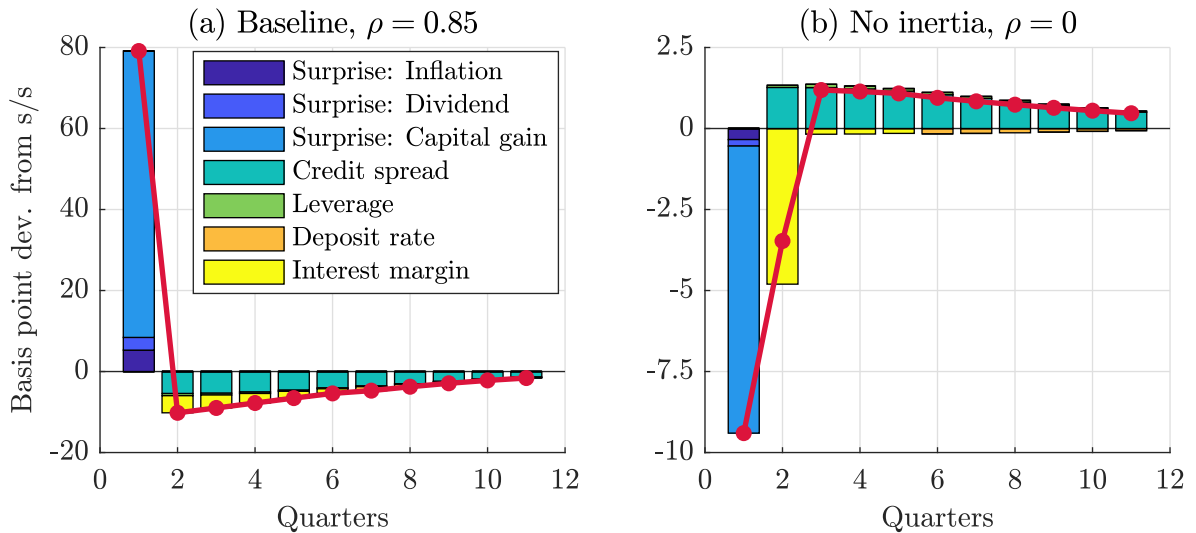 (a) Baseline, ρ = 0.85
Basis point dev. from s/s
80
60
40
20
0
-20
Surprise: Inflation
Surprise: Dividend
Surprise: Capital gain
Credit spread
Leverage
Deposit rate
Interest margin
0 2 4 6 8 10 12
Quarters
(b) No inertia, ρ = 0
2.5
0
-2.5
-5
-7.5
-10
0 2 4 6 8 10 12
Quarters